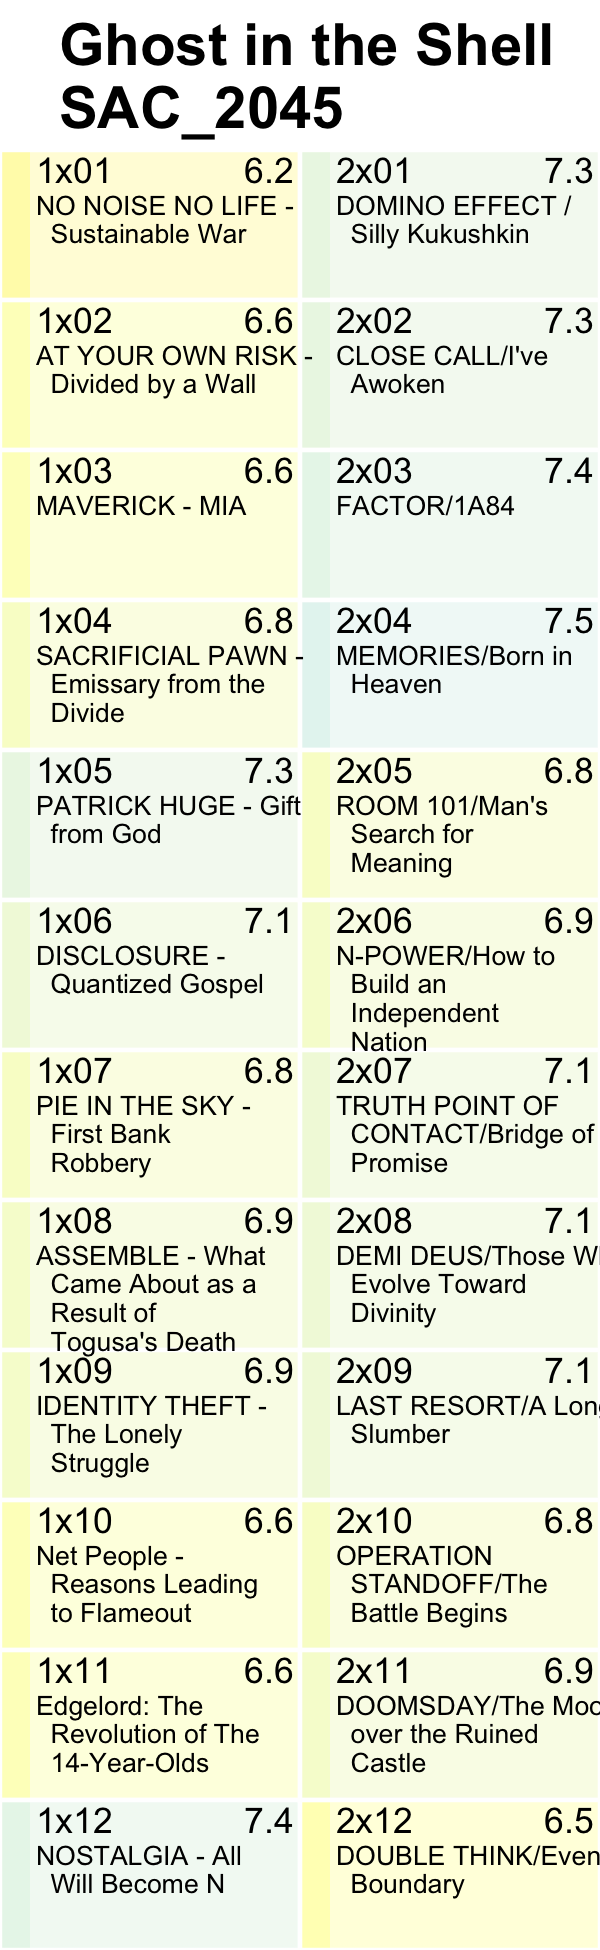 Ghost in the Shell
SAC_2045
1x01 6.2
NO NOISE NO LIFE -
Sustainable War
1x02 6.6
AT YOUR OWN RISK -
Divided by a Wall
1x03 6.6
MAVERICK - MIA
1x04 6.8
SACRIFICIAL PAWN -
Emissary from the
Divide
1x05 7.3
PATRICK HUGE - Gift
from God
1x06 7.1
DISCLOSURE -
Quantized Gospel
1x07 6.8
PIE IN THE SKY -
First Bank
Robbery
1x08 6.9
ASSEMBLE - What
Came About as a
Result of
Togusa's Death
1x09 6.9
IDENTITY THEFT -
The Lonely
Struggle
1x10 6.6
Net People -
Reasons Leading
to Flameout
1x11 6.6
Edgelord: The
Revolution of The
14-Year-Olds
1x12 7.4
NOSTALGIA - All
Will Become N
2x01 7.3
DOMINO EFFECT /
Silly Kukushkin
2x02 7.3
CLOSE CALL/I've
Awoken
2x03 7.4
FACTOR/1A84
2x04 7.5
MEMORIES/Born in
Heaven
2x05 6.8
ROOM 101/Man's
Search for
Meaning
2x06 6.9
N-POWER/How to
Build an
Independent
Nation
2x07 7.1
TRUTH POINT OF
CONTACT/Bridge of
Promise
2x08 7.1
DEMI DEUS/Those
Evolve Toward
Divinity
2x09 7.1
LAST RESORT/A
Slumber
2x10 6.8
OPERATION
STANDOFF/The
Battle Begins
2x11 6.9
DOOMSDAY/The
over the Ruined
Castle
2x12 6.5
DOUBLE THINK/Even
Boundary